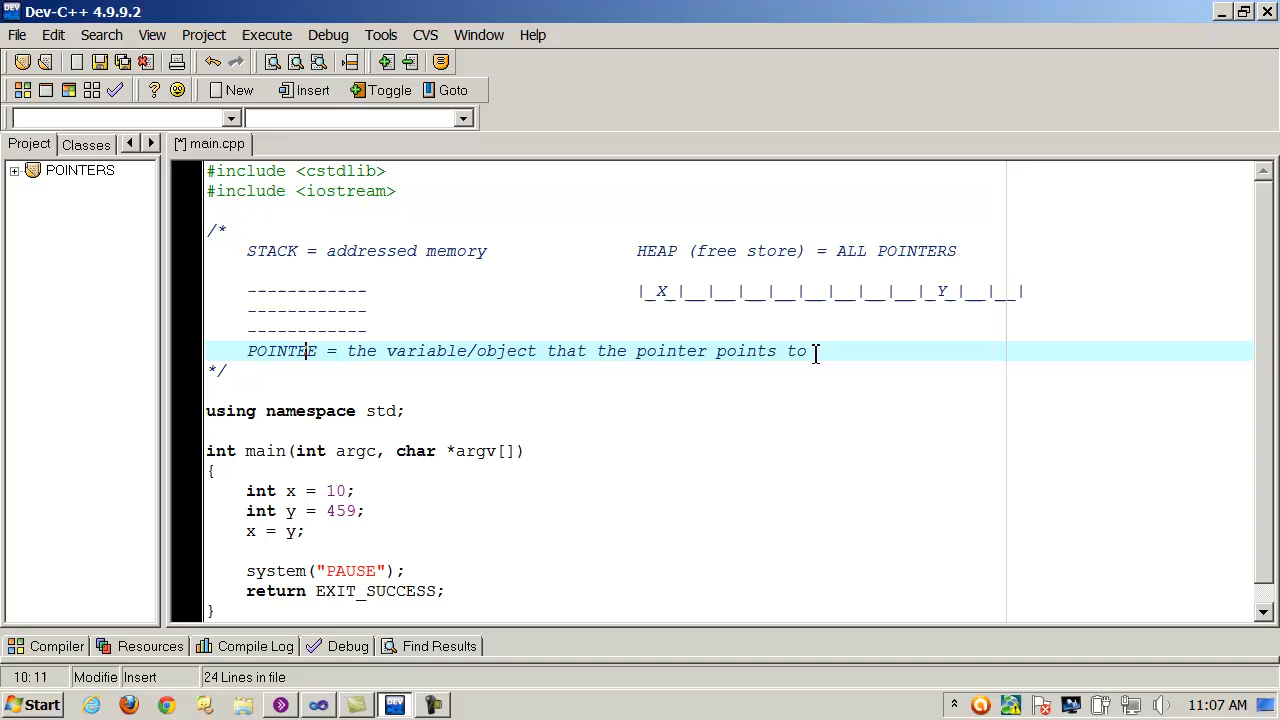 Dev-C++ 4.9.9.2
File Edit Search View Project Execute Debug Tools CVS Window Help
New Insert Toggle Goto
Project Classes [*] main.cpp
POINTERS
#include <cstdlib>
#include <iostream>
/*
STACK = addressed memory HEAP (free store) = ALL POINTERS
------------ |_X_|__|__|__|__|__|__|__|__|_Y_|__|__|
------------
------------
POINTEE = the variable/object that the pointer points to
*/
using namespace std;
int main(int argc, char *argv[])
{
int x = 10;
int y = 459;
x = y;
system("PAUSE");
return EXIT_SUCCESS;
}
Compiler Resources Compile Log Debug Find Results
10: 11 Modifie Insert 24 Lines in file
Start 11:07 AM